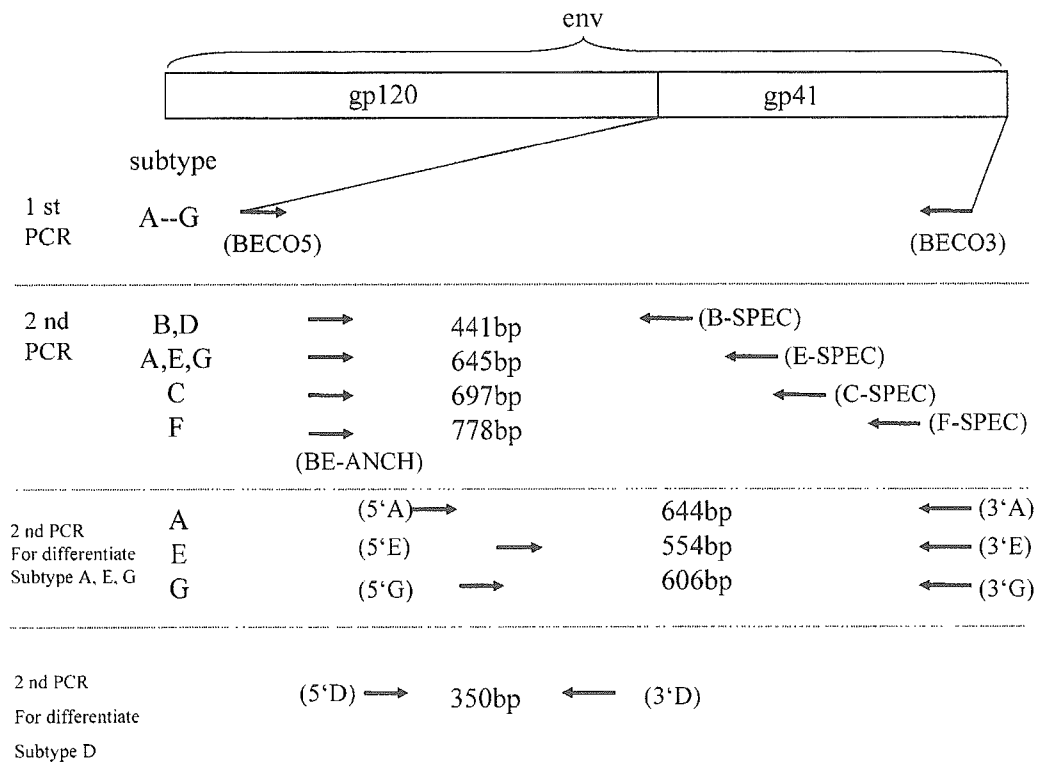 env
gp120 gp41
subtype
1 st
PCR
A--G
(BECO5) (BECO3)
2 nd
PCR
B,D 441bp (B-SPEC)
A,E,G 645bp (E-SPEC)
C 697bp (C-SPEC)
F 778bp (F-SPEC)
(BE-ANCH)
2 nd PCR
For differentiate
Subtype A, E, G
A (5‘A) 644bp (3‘A)
E (5‘E) 554bp (3‘E)
G (5‘G) 606bp (3‘G)
2 nd PCR
For differentiate
Subtype D
(5‘D) 350bp (3‘D)